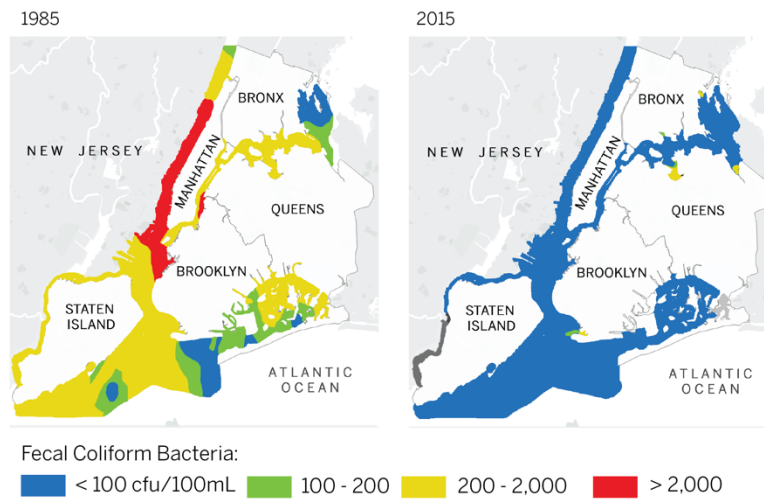 1985
BRONX
NEW JERSEY
MANHATTAN
QUEENS
BROOKLYN
STATEN
ISLAND
ATLANTIC
OCEAN
2015
BRONX
NEW JERSEY
MANHATTAN
QUEENS
BROOKLYN
STATEN
ISLAND
ATLANTIC
OCEAN
Fecal Coliform Bacteria:
< 100 cfu/100mL 100 - 200 200 - 2,000 > 2,000